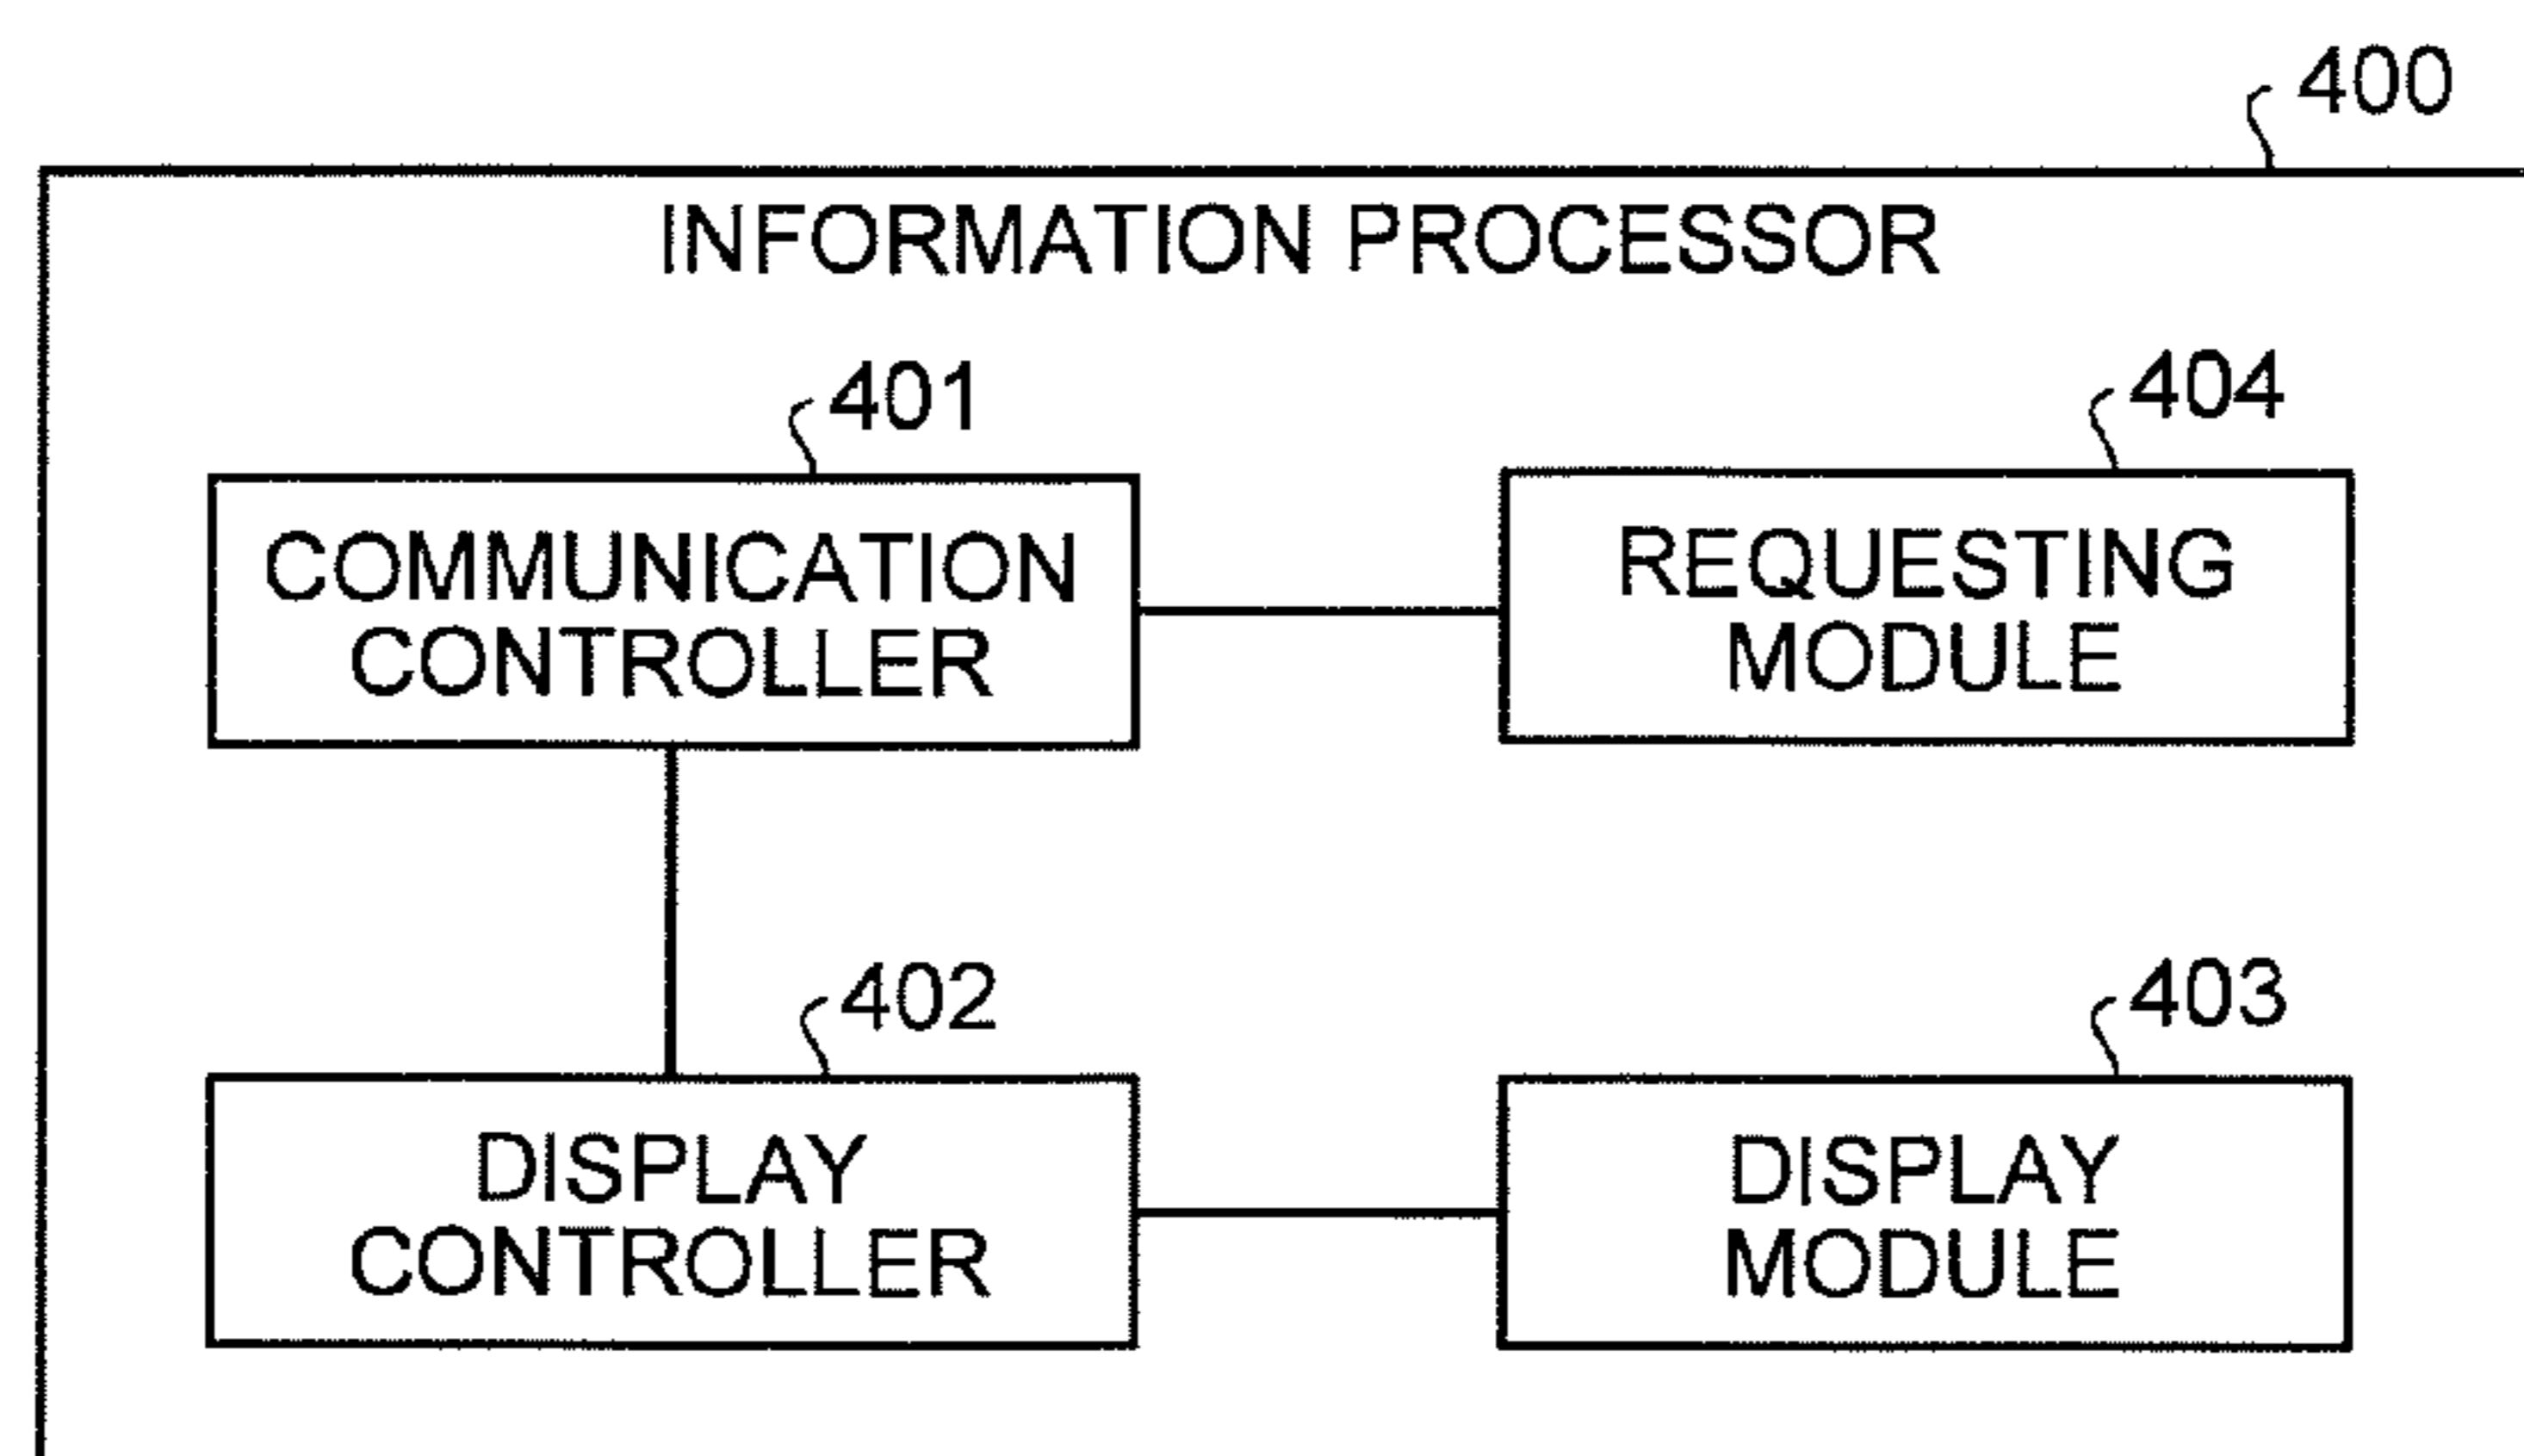 400
INFORMATION PROCESSOR
401
404
COMMUNICATION
CONTROLLER
REQUESTING
MODULE
402
403
DISPLAY
CONTROLLER
DISPLAY
MODULE